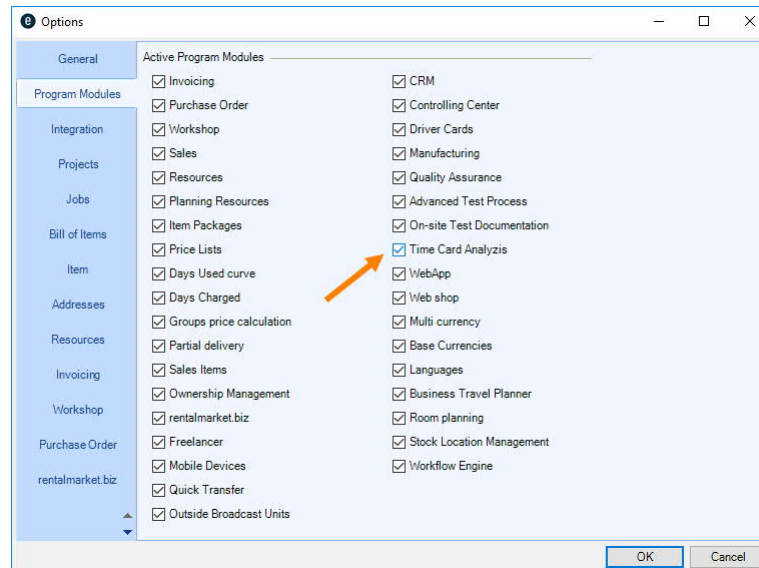 e Options
General
Program Modules
Integration
Projects
Jobs
Bill of Items
Item
Addresses
Resources
Invoicing
Workshop
Purchase Order
rentalmarket.biz
Active Program Modules
Invoicing
Purchase Order
Workshop
Sales
Resources
Planning Resources
Item Packages
Price Lists
Days Used curve
Days Charged
Groups price calculation
Partial delivery
Sales Items
Ownership Management
rentalmarket.biz
Freelancer
Mobile Devices
Quick Transfer
Outside Broadcast Units
CRM
Controlling Center
Driver Cards
Manufacturing
Quality Assurance
Advanced Test Process
On-site Test Documentation
Time Card Analyzis
WebApp
Web shop
Multi currency
Base Currencies
Languages
Business Travel Planner
Room planning
Stock Location Management
Workflow Engine
OK
Cancel